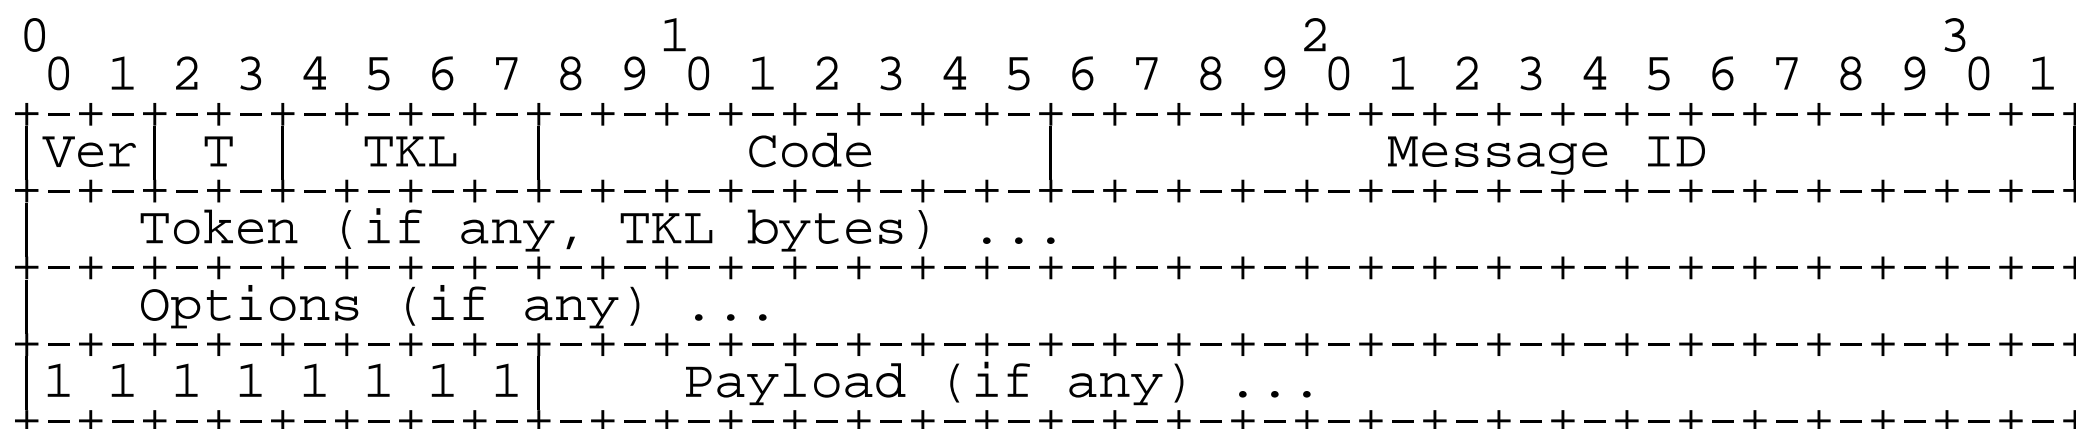 0 1 2 3
0 1 2 3 4 5 6 7 8 9 0 1 2 3 4 5 6 7 8 9 0 1 2 3 4 5 6 7 8 9 0 1
+-+-+-+-+-+-+-+-+-+-+-+-+-+-+-+-+-+-+-+-+-+-+-+-+-+-+-+-+-+-+-+-+
|Ver| T | TKL | Code | Message ID |
+-+-+-+-+-+-+-+-+-+-+-+-+-+-+-+-+-+-+-+-+-+-+-+-+-+-+-+-+-+-+-+-+
| Token (if any, TKL bytes) ...
+-+-+-+-+-+-+-+-+-+-+-+-+-+-+-+-+-+-+-+-+-+-+-+-+-+-+-+-+-+-+-+-+
| Options (if any) ...
+-+-+-+-+-+-+-+-+-+-+-+-+-+-+-+-+-+-+-+-+-+-+-+-+-+-+-+-+-+-+-+-+
|1 1 1 1 1 1 1 1| Payload (if any) ...
+-+-+-+-+-+-+-+-+-+-+-+-+-+-+-+-+-+-+-+-+-+-+-+-+-+-+-+-+-+-+-+-+